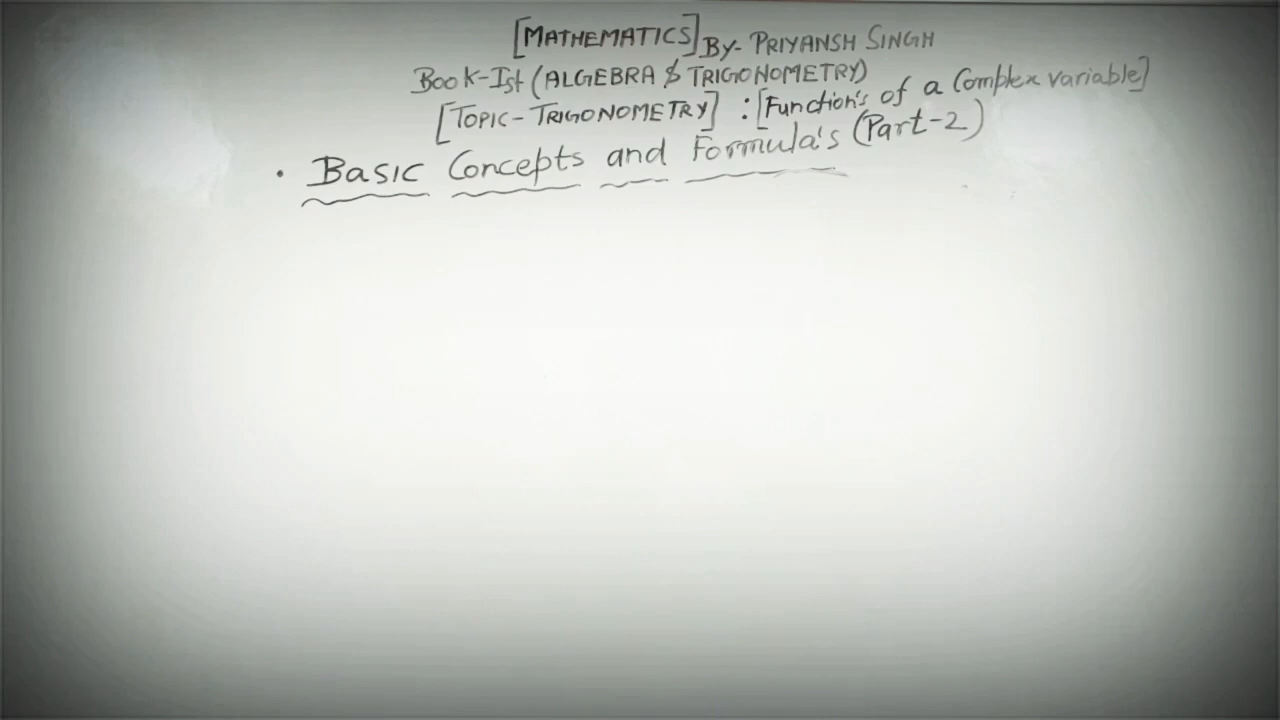 [MATHEMATICS] By- PRIYANSH SINGH
Book-Ist (ALGEBRA & TRIGONOMETRY)
[TOPIC- TRIGONOMETRY] : [Function's of a Complex variable]
• Basic Concepts and Formula's (Part-2)